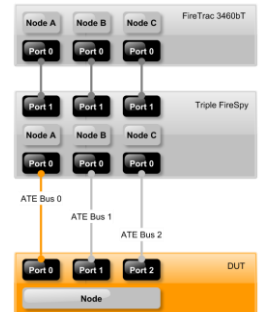 Node A Node B Node C FireTrac 3460bT
Port 0 Port 0 Port 0
Port 1 Port 1 Port 1 Triple FireSpy
Node A Node B Node C
Port 0 Port 0 Port 0
ATE Bus 0
ATE Bus 1
ATE Bus 2
Port 0 Port 1 Port 2 DUT
Node